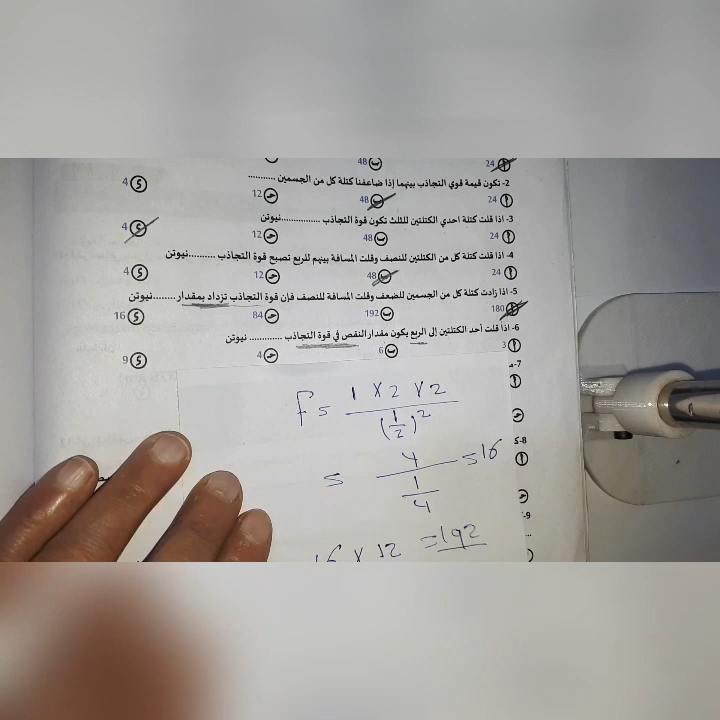 أ 24 ب 48
2- تكون قيمة قوي التجاذب بينهما إذا ضاعفنا كتلة كل من الجسمين ...........
أ 24 ب 48 ج 12 د 4
3- اذا قلت كتلة احدي الكتلتين للثلث تكون قوة التجاذب ................نيوتن
أ 24 ب 48 ج 12 د 4
4- اذا قلت كتلة كل من الكتلتين للنصف وقلت المسافة بينهم للربع تصبح قوة التجاذب ..........نيوتن
أ 24 ب 48 ج 12 د 4
5- اذا زادت كتلة كل من الجسمين للضعف وقلت المسافة للنصف فإن قوة التجاذب تزداد بمقدار........نيوتن
أ 180 ب 192 ج 84 د 16
6- اذا قلت أحد الكتلتين إلى الربع يكون مقدار النقص في قوة التجاذب ............. نيوتن
أ 3 ب 6 ج 4 د 9
7-
أ
ج
8-
أ
ج
9-
F = 1 × 2 × 2 / (1/2)²
= 4 / (1/4) = 16
16 × 12 = 192